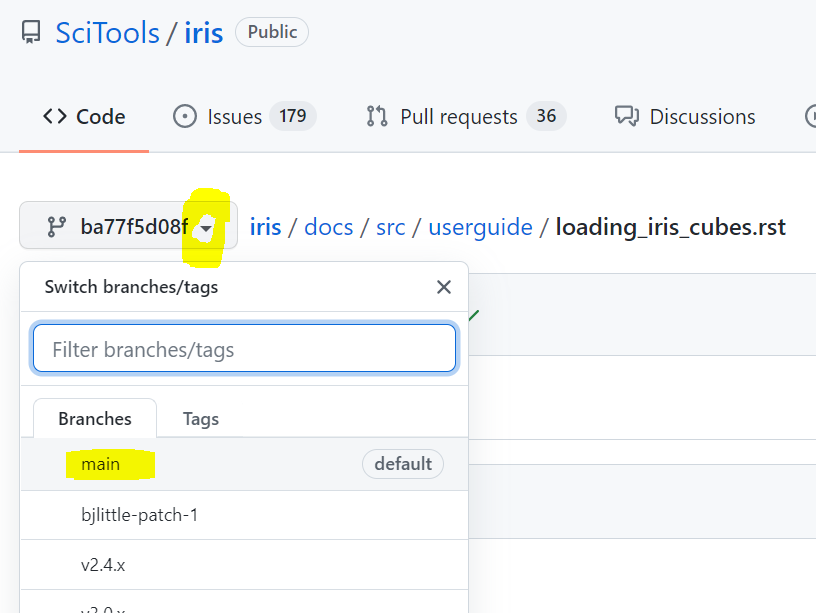 SciTools / iris Public
Code Issues 179 Pull requests 36 Discussions
ba77f5d08f iris / docs / src / userguide / loading_iris_cubes.rst
Switch branches/tags
Filter branches/tags
Branches Tags
main default
bjlittle-patch-1
v2.4.x